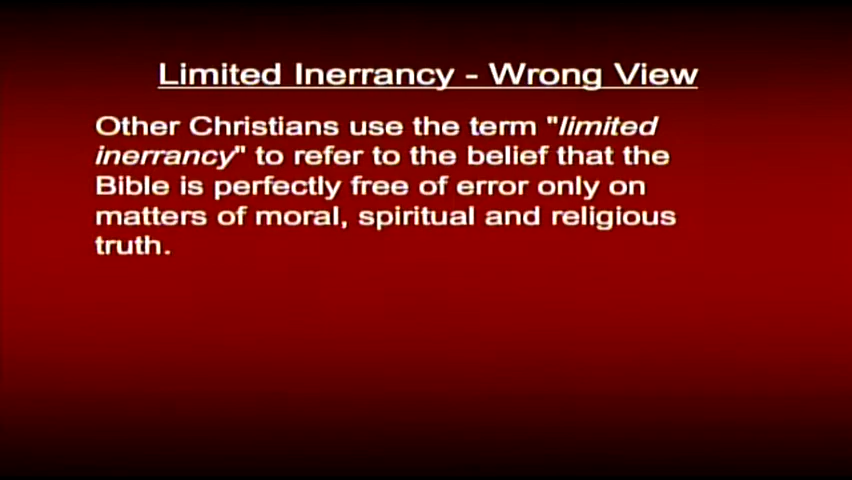 Limited Inerrancy - Wrong View
Other Christians use the term "limited
inerrancy" to refer to the belief that the
Bible is perfectly free of error only on
matters of moral, spiritual and religious
truth.